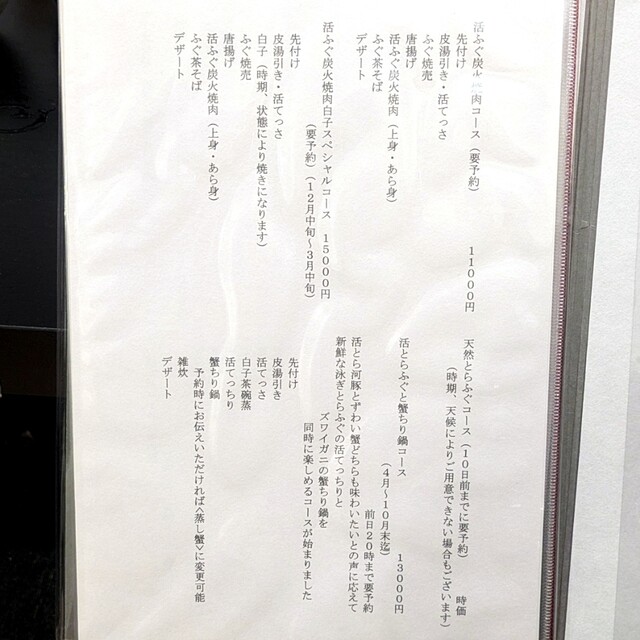 活ふぐ炭火焼肉コース(要予約) 11000円
先付け
皮湯引き・活てっさ
ふぐ焼売
唐揚げ
活ふぐ炭火焼肉(上身・あら身)
ふぐ茶そば
デザート
活ふぐ炭火焼肉白子スペシャルコース 15000円
(要予約)(12月中旬~3月中旬)
先付け
皮湯引き・活てっさ
白子(時期、状態により焼きになります)
ふぐ焼売
唐揚げ
活ふぐ炭火焼肉(上身・あら身)
ふぐ茶そば
デザート
天然とらふぐコース(10日前までに要予約) 時価
(時期、天候によりご用意できない場合もございます)
活とらふぐと蟹ちり鍋コース 13000円
(4月~10月末迄)
前日20時まで要予約
活とら河豚とずわい蟹どちらも味わいたいとの声に応えて
新鮮な泳ぎとらふぐの活てっちりと
ズワイガニの蟹ちり鍋を
同時に楽しめるコースが始まりました
先付け
皮湯引き
活てっさ
白子茶碗蒸
活てっちり
蟹ちり鍋
予約時にお伝えいただければ<蒸し蟹>に変更可能
雑炊
デザート